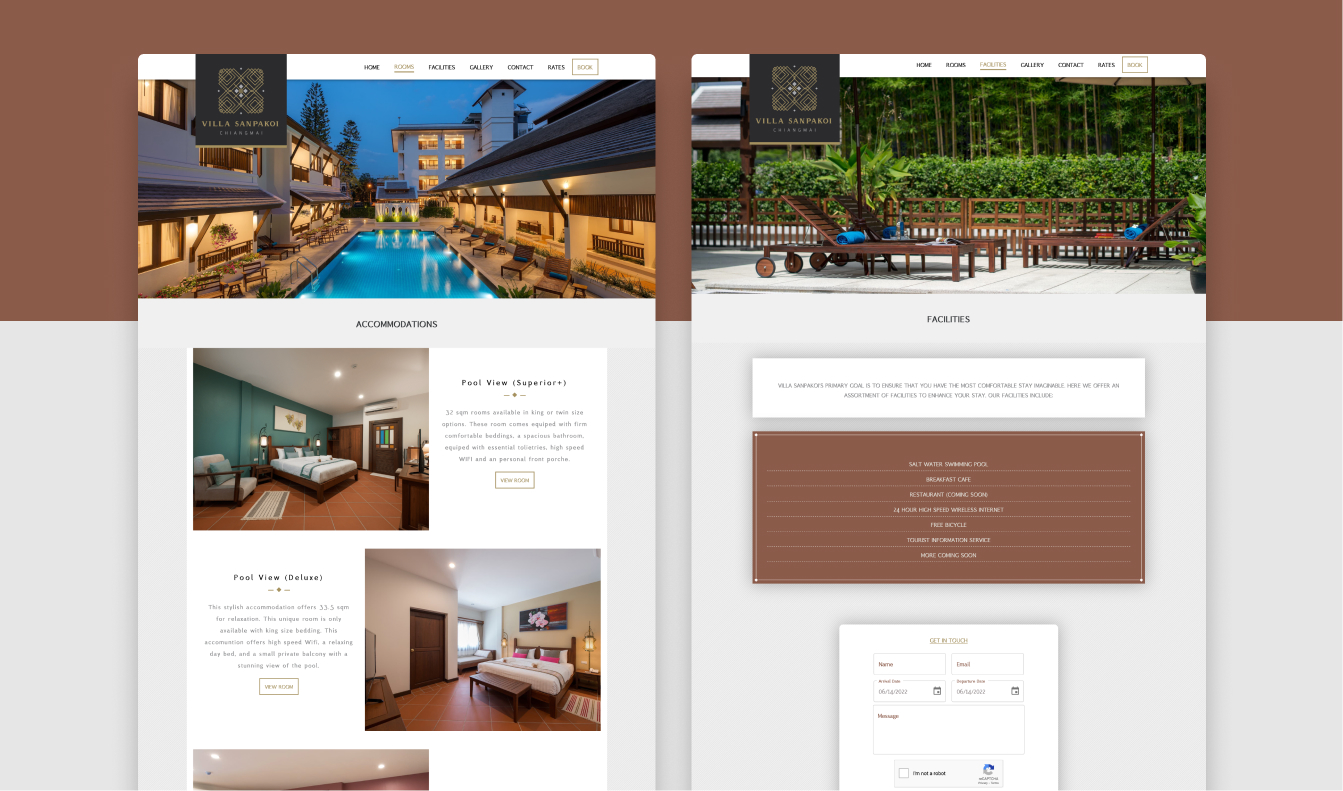 VILLA SANPAKOI
CHIANGMAI
HOME ROOMS FACILITIES GALLERY CONTACT RATES BOOK
ACCOMMODATIONS
Pool View (Superior+)
32 sqm rooms available in king or twin size
options. These room comes equiped with firm
comfortable beddings, a spacious bathroom,
equiped with essential toiletries, high speed
WIFI and an personal front porche.
VIEW ROOM
Pool View (Deluxe)
This stylish accommodation offers 33.5 sqm
for relaxation. This unique room is only
available with king size bedding. This
accomuntion offers high speed Wifi, a relaxing
day bed, and a small private balcony with a
stunning view of the pool.
VIEW ROOM
VILLA SANPAKOI
CHIANGMAI
HOME ROOMS FACILITIES GALLERY CONTACT RATES BOOK
FACILITIES
VILLA SANPAKOI'S PRIMARY GOAL IS TO ENSURE THAT YOU HAVE THE MOST COMFORTABLE STAY IMAGINABLE. HERE WE OFFER AN
ASSORTMENT OF FACILITIES TO ENHANCE YOUR STAY. OUR FACILITIES INCLUDE:
SALT WATER SWIMMING POOL
BREAKFAST CAFE
RESTAURANT (COMING SOON)
24 HOUR HIGH SPEED WIRELESS INTERNET
FREE BICYCLE
TOURIST INFORMATION SERVICE
MORE COMING SOON
GET IN TOUCH
Name Email
Arrival Date Departure Date
06/14/2022 06/14/2022
Message
I'm not a robot
reCAPTCHA
Privacy - Terms